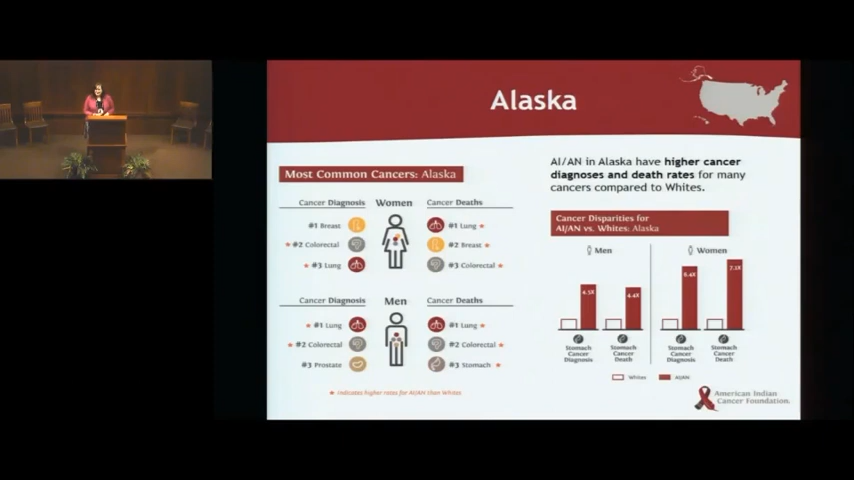 Alaska
Most Common Cancers: Alaska
Cancer Diagnosis Women Cancer Deaths
#1 Breast #1 Lung *
* #2 Colorectal #2 Breast *
* #3 Lung #3 Colorectal *
Cancer Diagnosis Men Cancer Deaths
* #1 Lung #1 Lung *
* #2 Colorectal #2 Colorectal *
#3 Prostate #3 Stomach *
* Indicates higher rates for AI/AN than Whites
AI/AN in Alaska have higher cancer
diagnoses and death rates for many
cancers compared to Whites.
Cancer Disparities for
AI/AN vs. Whites: Alaska
Men Women
4.4X 7.2X
Stomach Cancer Diagnosis
Stomach Cancer Death
Stomach Cancer Diagnosis
Stomach Cancer Death
Whites AI/AN
American Indian
Cancer Foundation.